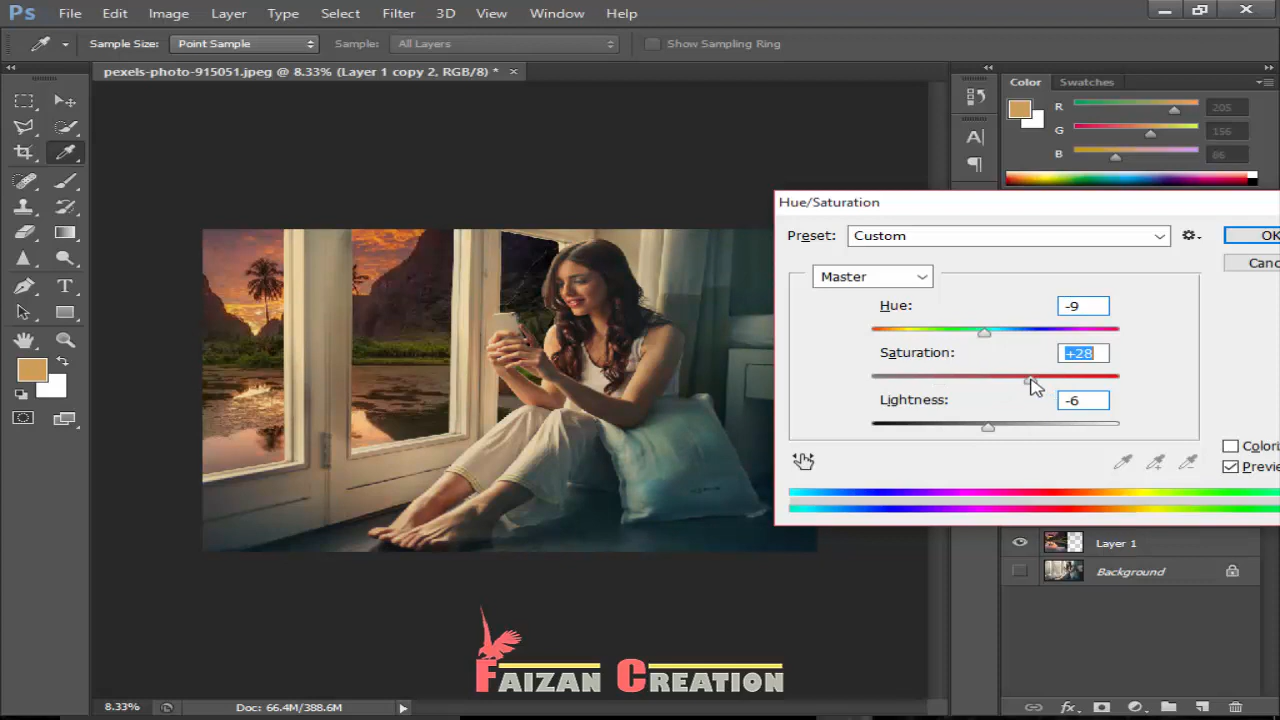 Ps File Edit Image Layer Type Select Filter 3D View Window Help
Sample Size: Point Sample Sample: All Layers Show Sampling Ring
pexels-photo-915051.jpeg @ 8.33% (Layer 1 copy 2, RGB/8) * ×
Color Swatches
R 205
G 156
B 86
Hue/Saturation
Preset: Custom OK
Master Canc
Hue: -9
Saturation: +28
Lightness: -6
Coloriz
Preview
Layer 1
Background
FAIZAN CREATION
8.33% Doc: 66.4M/388.6M
fx